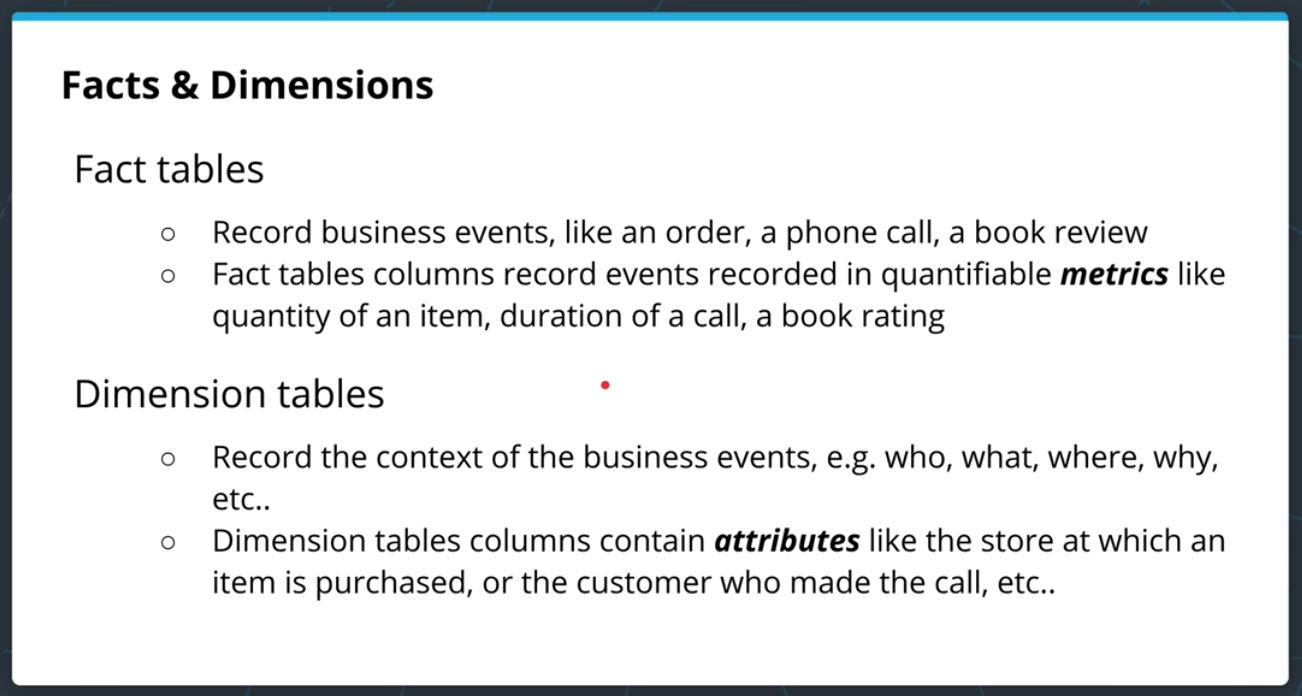 Facts & Dimensions
Fact tables
○ Record business events, like an order, a phone call, a book review
○ Fact tables columns record events recorded in quantifiable metrics like
quantity of an item, duration of a call, a book rating
Dimension tables
○ Record the context of the business events, e.g. who, what, where, why,
etc..
○ Dimension tables columns contain attributes like the store at which an
item is purchased, or the customer who made the call, etc..